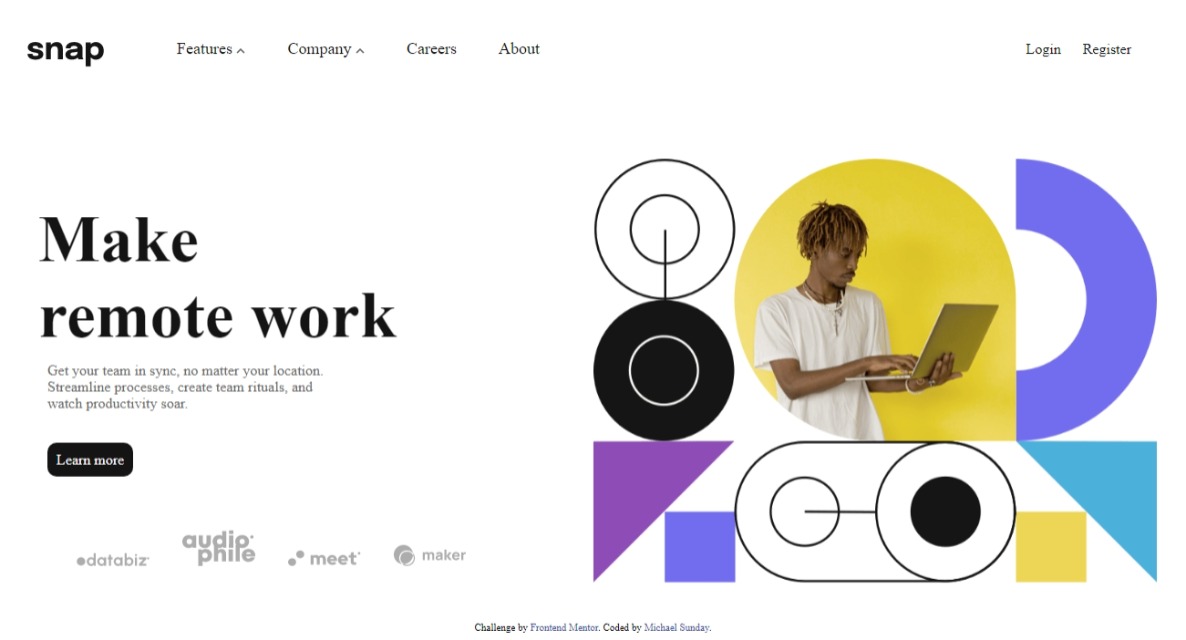 snap Features Company Careers About Login Register
Make
remote work
Get your team in sync, no matter your location.
Streamline processes, create team rituals, and
watch productivity soar.
Learn more
databiz audiophile meet maker
Challenge by Frontend Mentor. Coded by Michael Sunday.